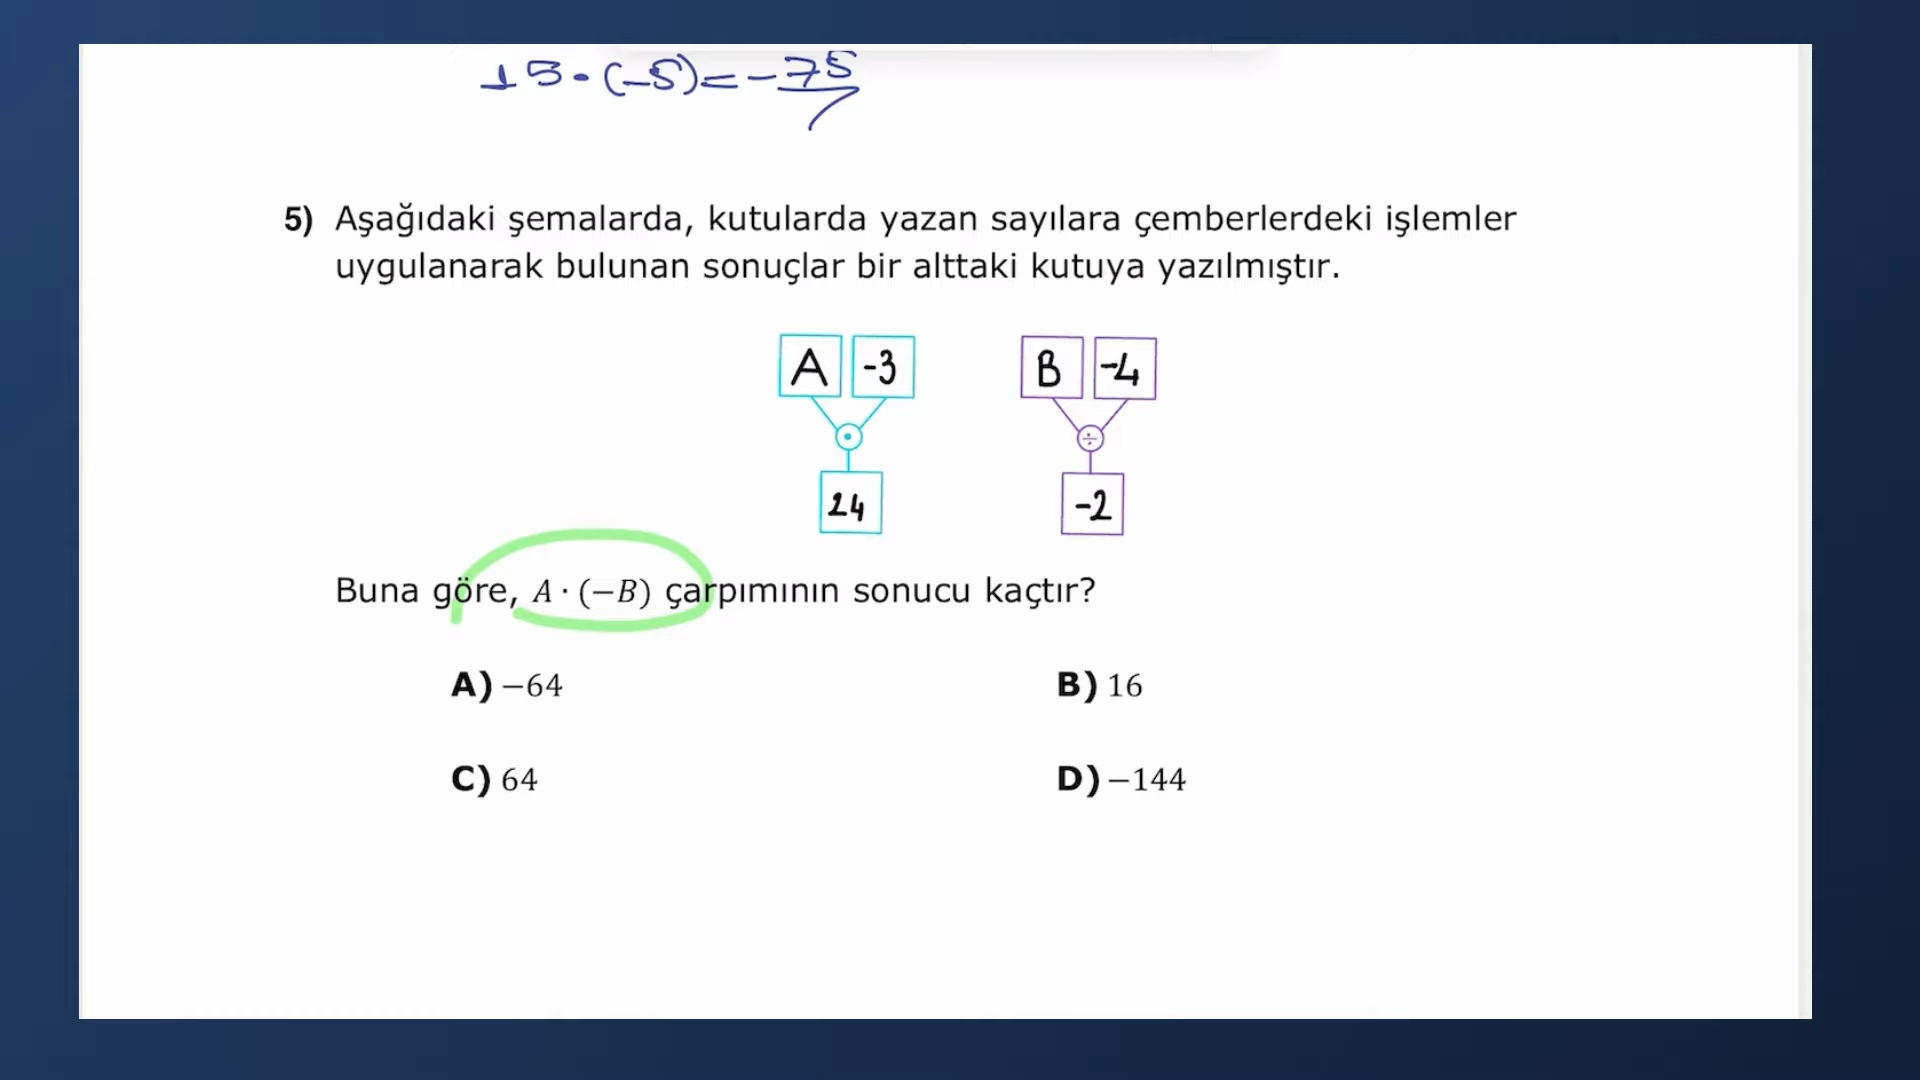 15·(-5)=-75
5) Aşağıdaki şemalarda, kutularda yazan sayılara çemberlerdeki işlemler
uygulanarak bulunan sonuçlar bir alttaki kutuya yazılmıştır.
A -3 B -4
· ÷
24 -2
Buna göre, A · (−B) çarpımının sonucu kaçtır?
A) −64 B) 16
C) 64 D) −144